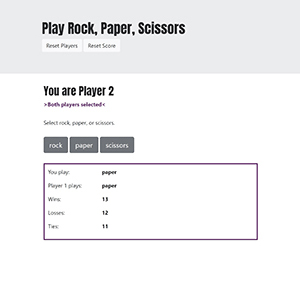 Play Rock, Paper, Scissors
Reset Players Reset Score
You are Player 2
>Both players selected<
Select rock, paper, or scissors.
rock paper scissors
You play: paper
Player 1 plays: paper
Wins: 13
Losses: 12
Ties: 11